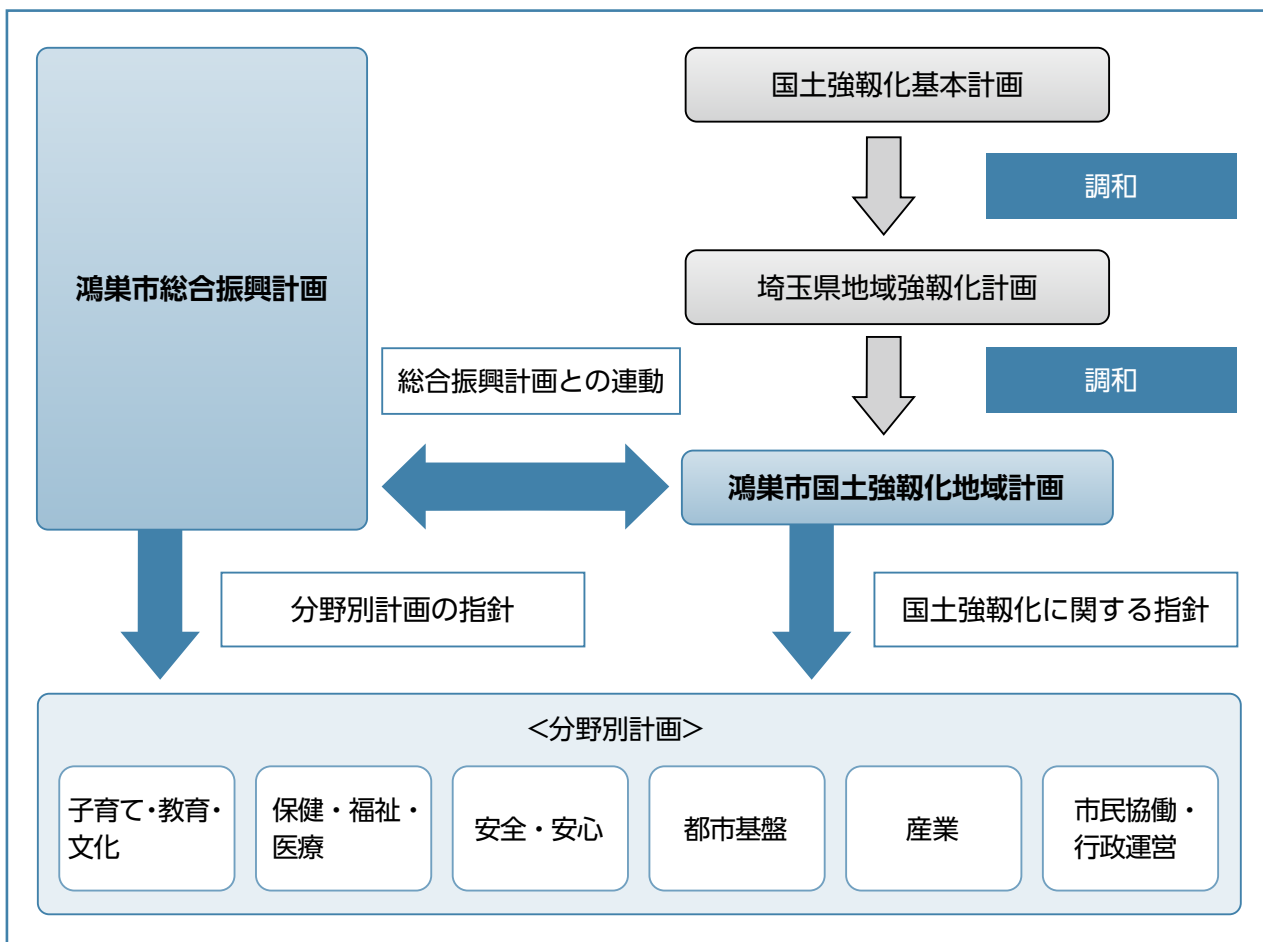 鴻巣市総合振興計画
国土強靱化基本計画
調和
埼玉県地域強靱化計画
調和
総合振興計画との連動
鴻巣市国土強靱化地域計画
分野別計画の指針
国土強靱化に関する指針
＜分野別計画＞
子育て・教育・
文化
保健・福祉・
医療
安全・安心
都市基盤
産業
市民協働・
行政運営